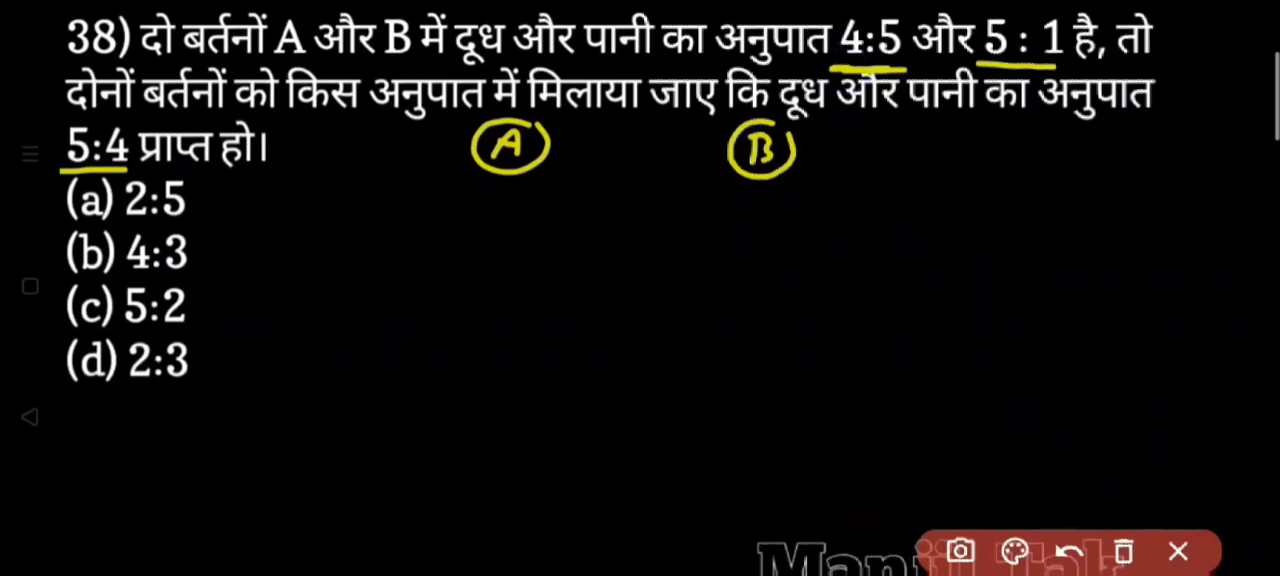 38) दो बर्तनों A और B में दूध और पानी का अनुपात 4:5 और 5 : 1 है, तो
दोनों बर्तनों को किस अनुपात में मिलाया जाए कि दूध और पानी का अनुपात
5:4 प्राप्त हो।
A B
(a) 2:5
(b) 4:3
(c) 5:2
(d) 2:3